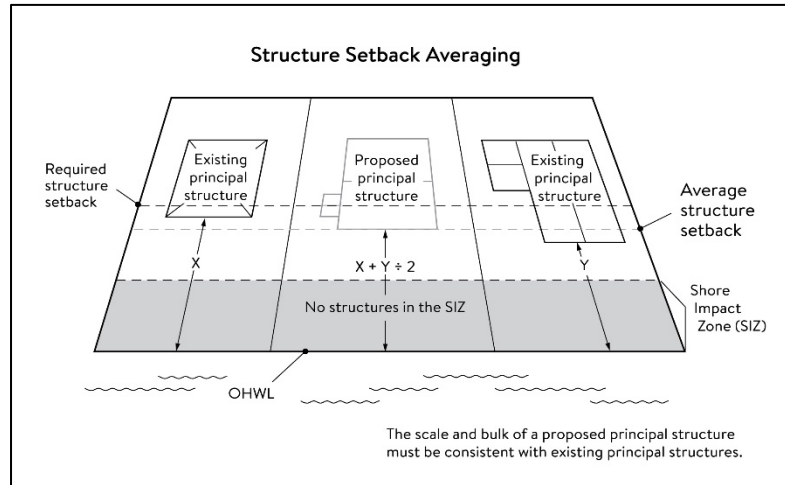 Structure Setback Averaging
Required
structure
setback
Existing
principal
structure
Proposed
principal
structure
Existing
principal
structure
Average
structure
setback
X
X + Y ÷ 2
Y
No structures in the SIZ
Shore
Impact
Zone (SIZ)
OHWL
The scale and bulk of a proposed principal structure
must be consistent with existing principal structures.